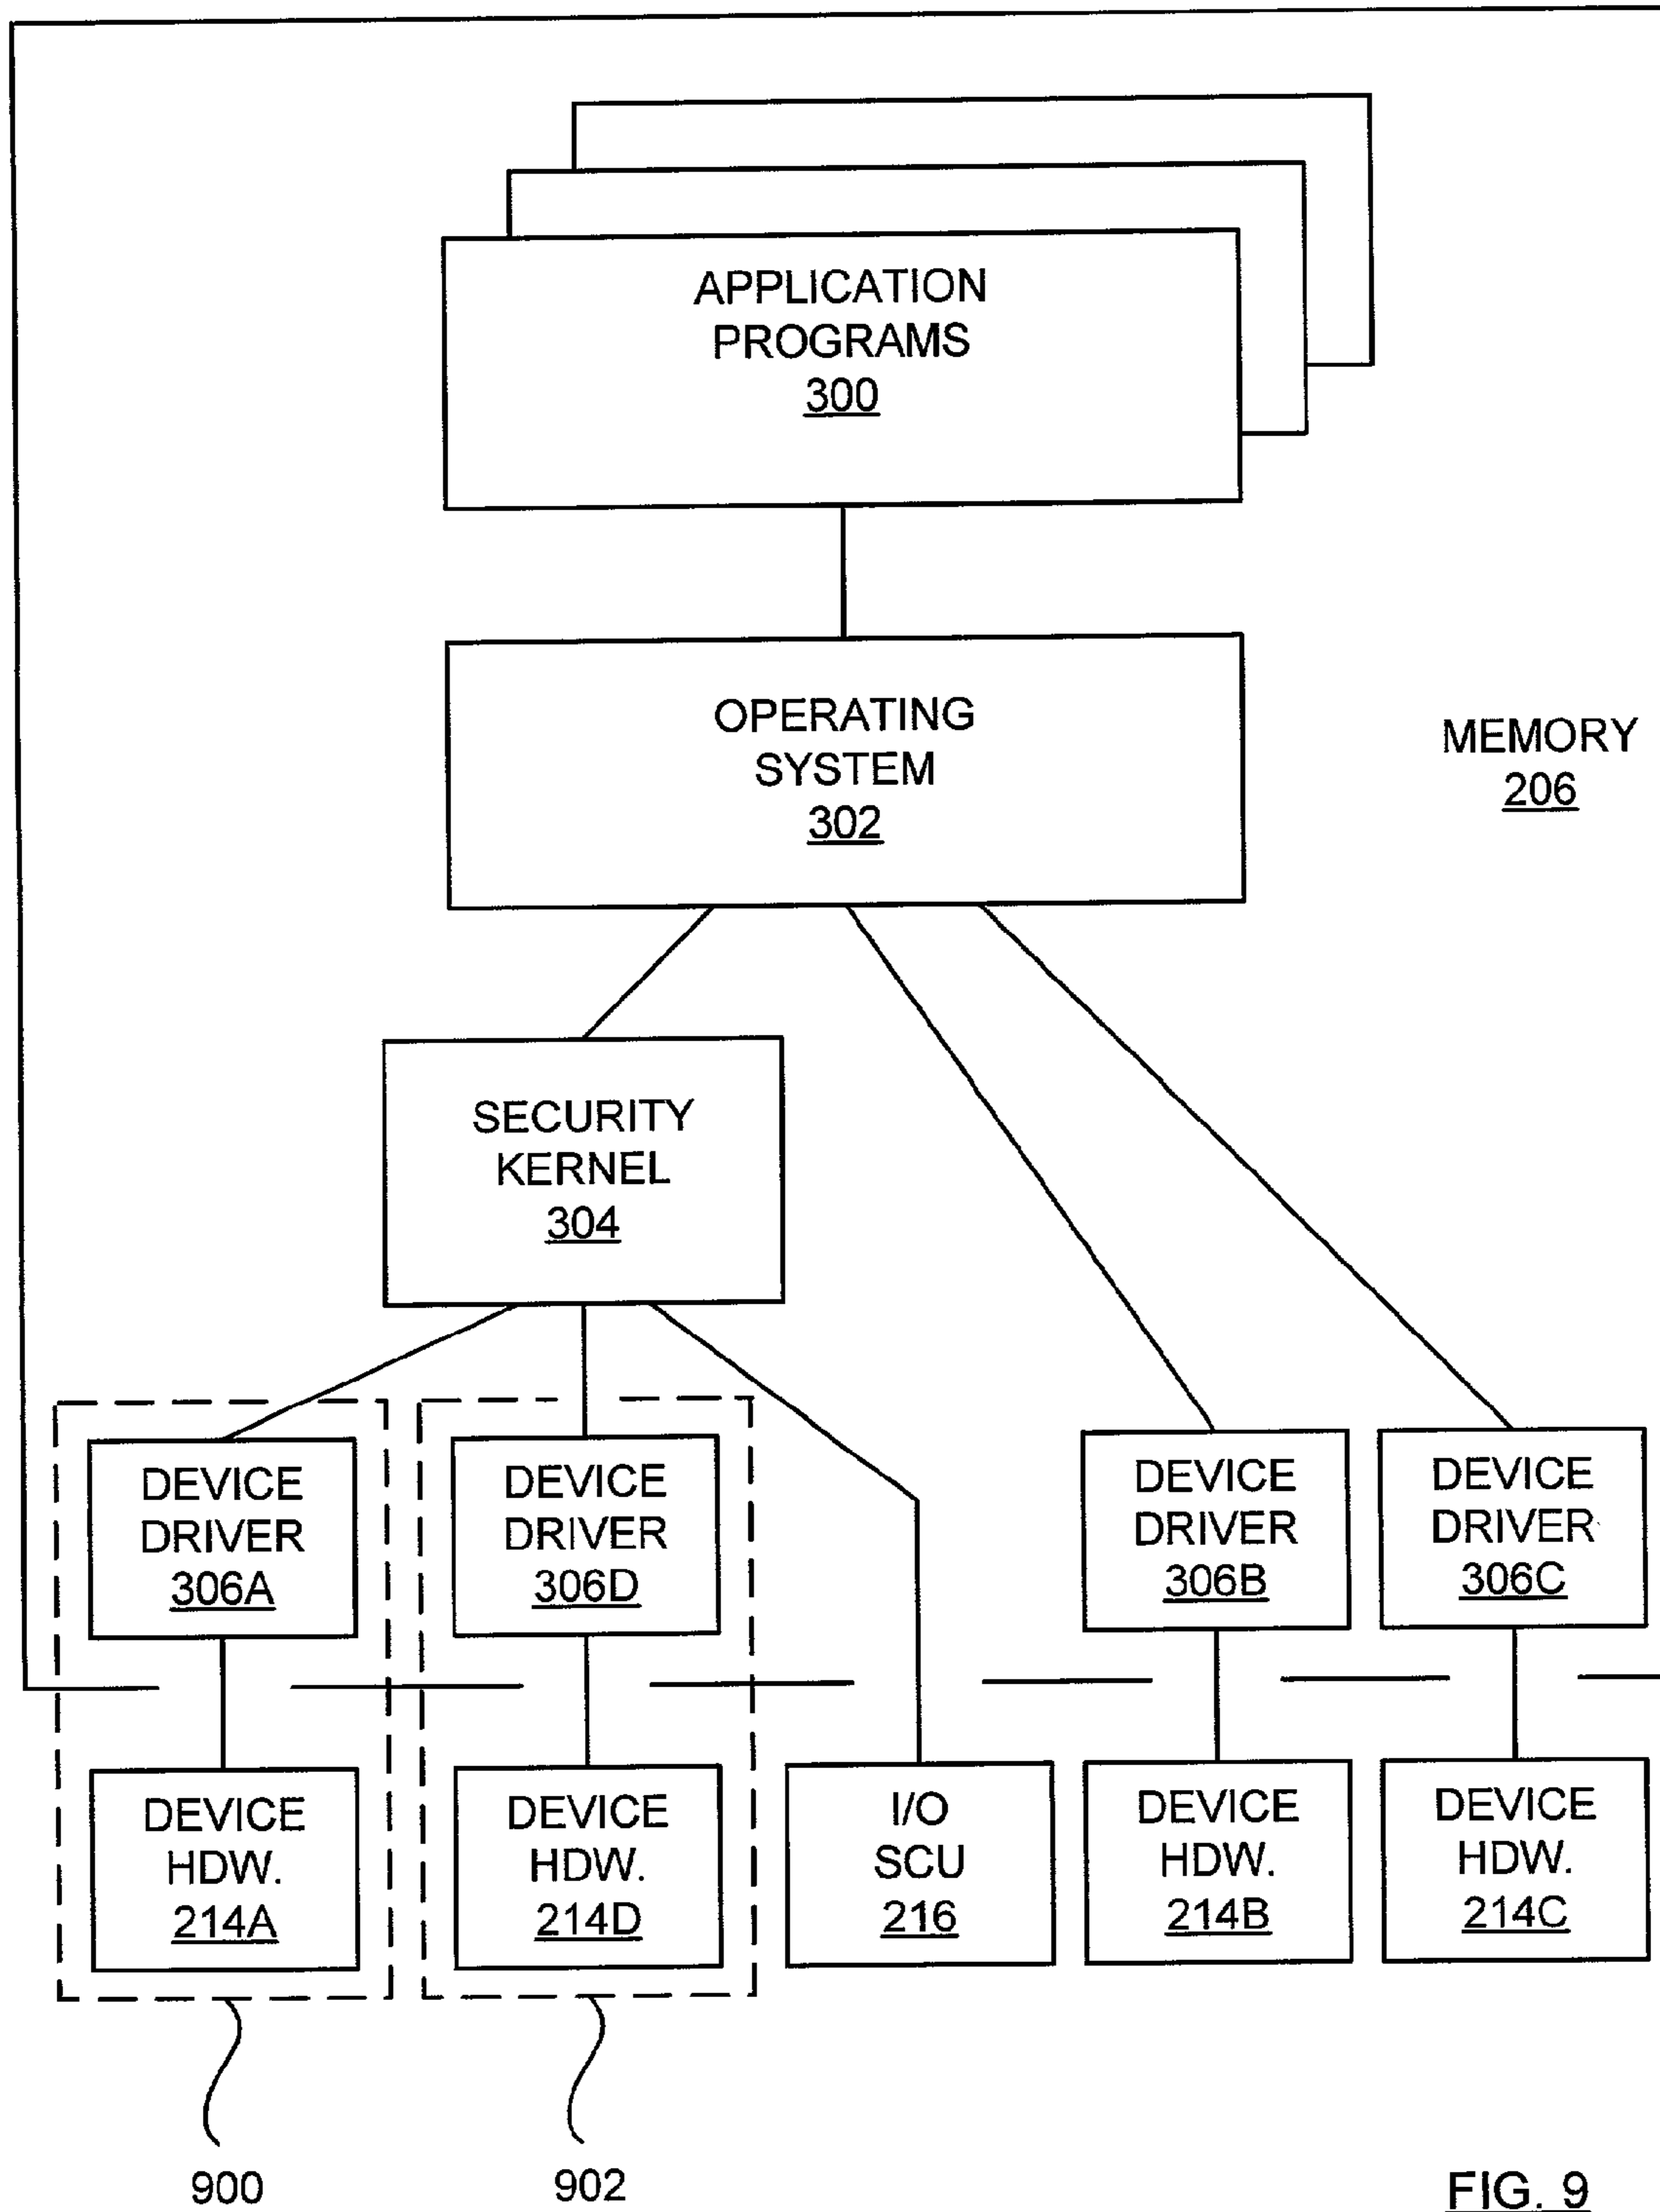 APPLICATION
PROGRAMS
300
OPERATING
SYSTEM
302
MEMORY
206
SECURITY
KERNEL
304
DEVICE
DRIVER
306A
DEVICE
DRIVER
306D
DEVICE
DRIVER
306B
DEVICE
DRIVER
306C
DEVICE
HDW.
214A
DEVICE
HDW.
214D
I/O
SCU
216
DEVICE
HDW.
214B
DEVICE
HDW.
214C
900
902
FIG. 9